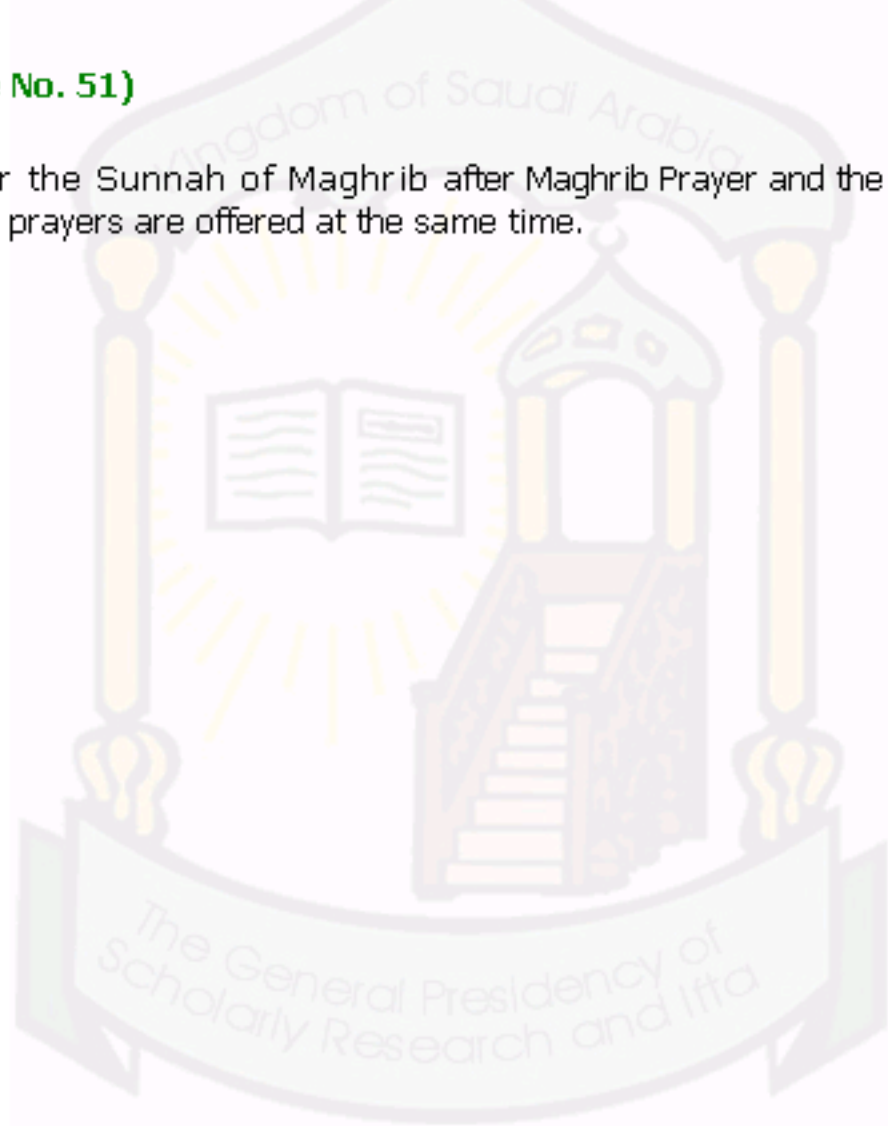 No. 51)
Kingdom of Saudi Arabia
r the Sunnah of Maghrib after Maghrib Prayer and the
prayers are offered at the same time.
The General Presidency of
Scholarly Research and Ifta